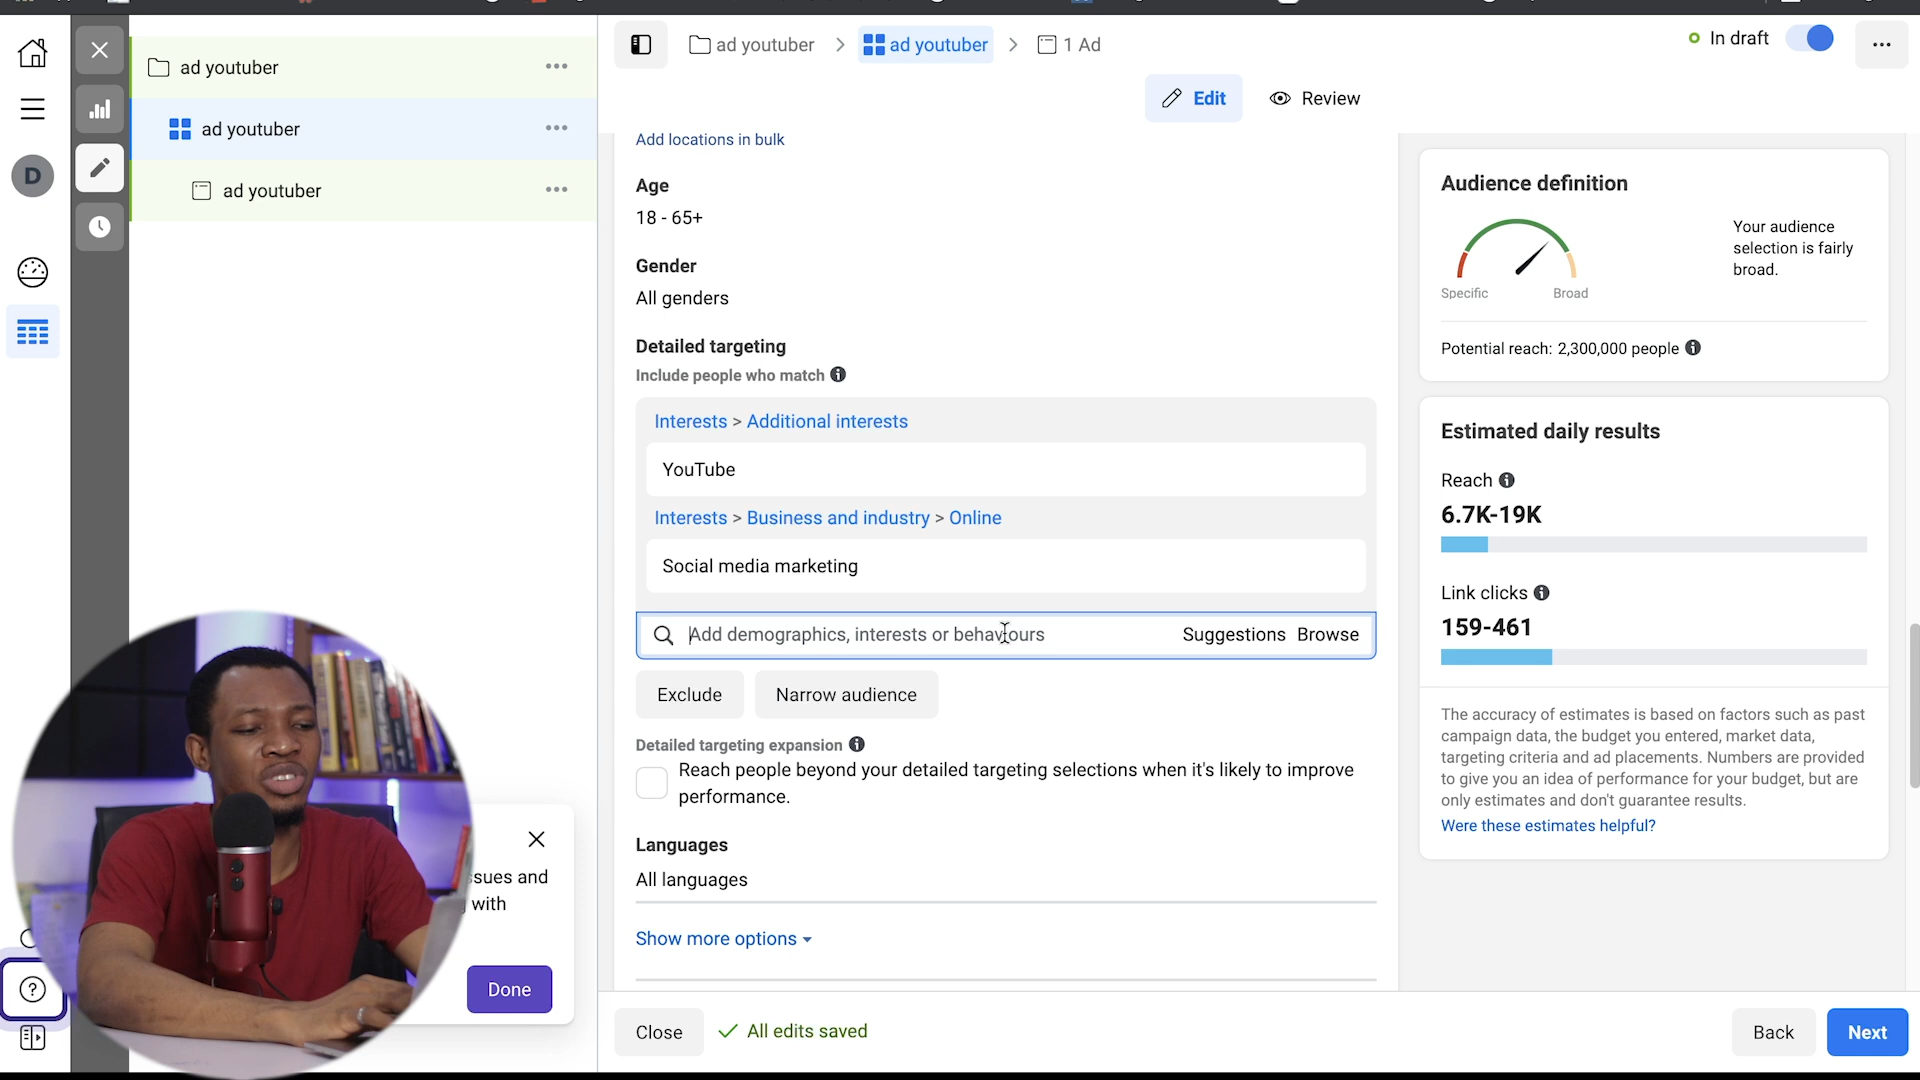 ad youtuber
ad youtuber
ad youtuber
D
ad youtuber > ad youtuber > 1 Ad
In draft
Edit
Review
Add locations in bulk
Age
18 - 65+
Gender
All genders
Detailed targeting
Include people who match
Interests > Additional interests
YouTube
Interests > Business and industry > Online
Social media marketing
Add demographics, interests or behaviours
Suggestions Browse
Exclude
Narrow audience
Detailed targeting expansion
Reach people beyond your detailed targeting selections when it's likely to improve
performance.
Languages
All languages
Show more options
Close
All edits saved
Back
Next
Audience definition
Specific
Broad
Your audience
selection is fairly
broad.
Potential reach: 2,300,000 people
Estimated daily results
Reach
6.7K-19K
Link clicks
159-461
The accuracy of estimates is based on factors such as past
campaign data, the budget you entered, market data,
targeting criteria and ad placements. Numbers are provided
to give you an idea of performance for your budget, but are
only estimates and don't guarantee results.
Were these estimates helpful?
and
with
Done